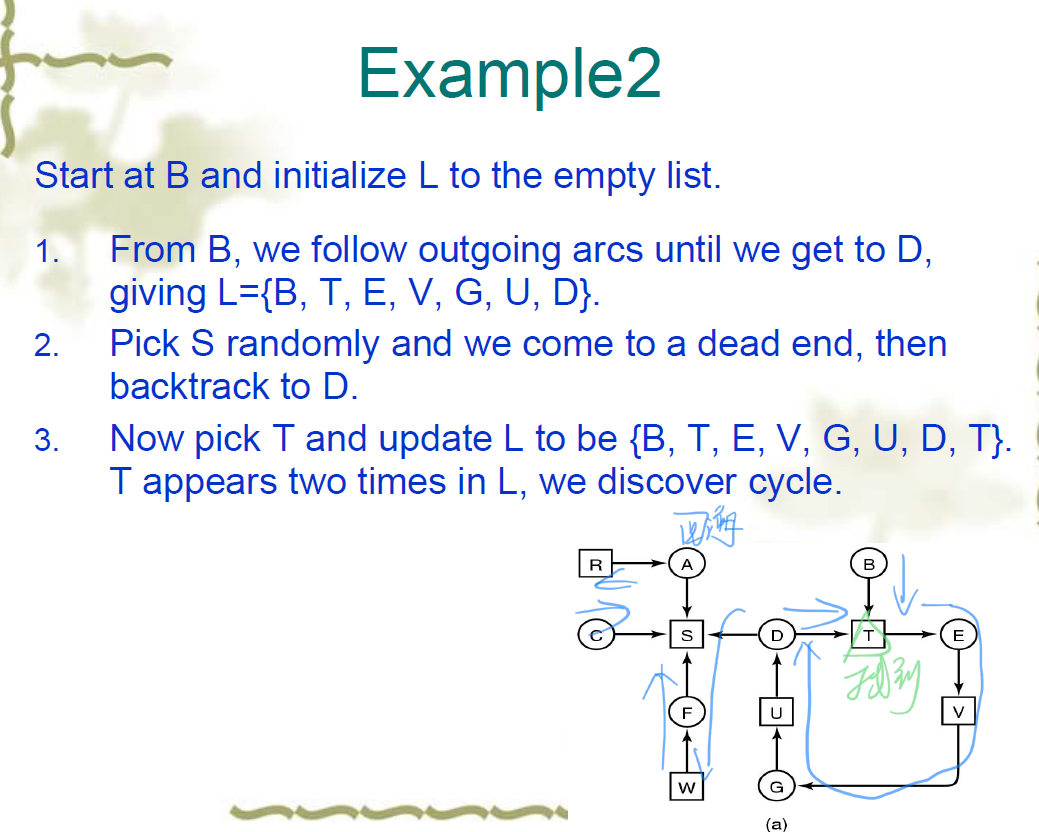 Example2
Start at B and initialize L to the empty list.
1. From B, we follow outgoing arcs until we get to D,
giving L={B, T, E, V, G, U, D}.
2. Pick S randomly and we come to a dead end, then
backtrack to D.
3. Now pick T and update L to be {B, T, E, V, G, U, D, T}.
T appears two times in L, we discover cycle.
回溯
R A B
C S D T E
找到
F U V
W G
(a)